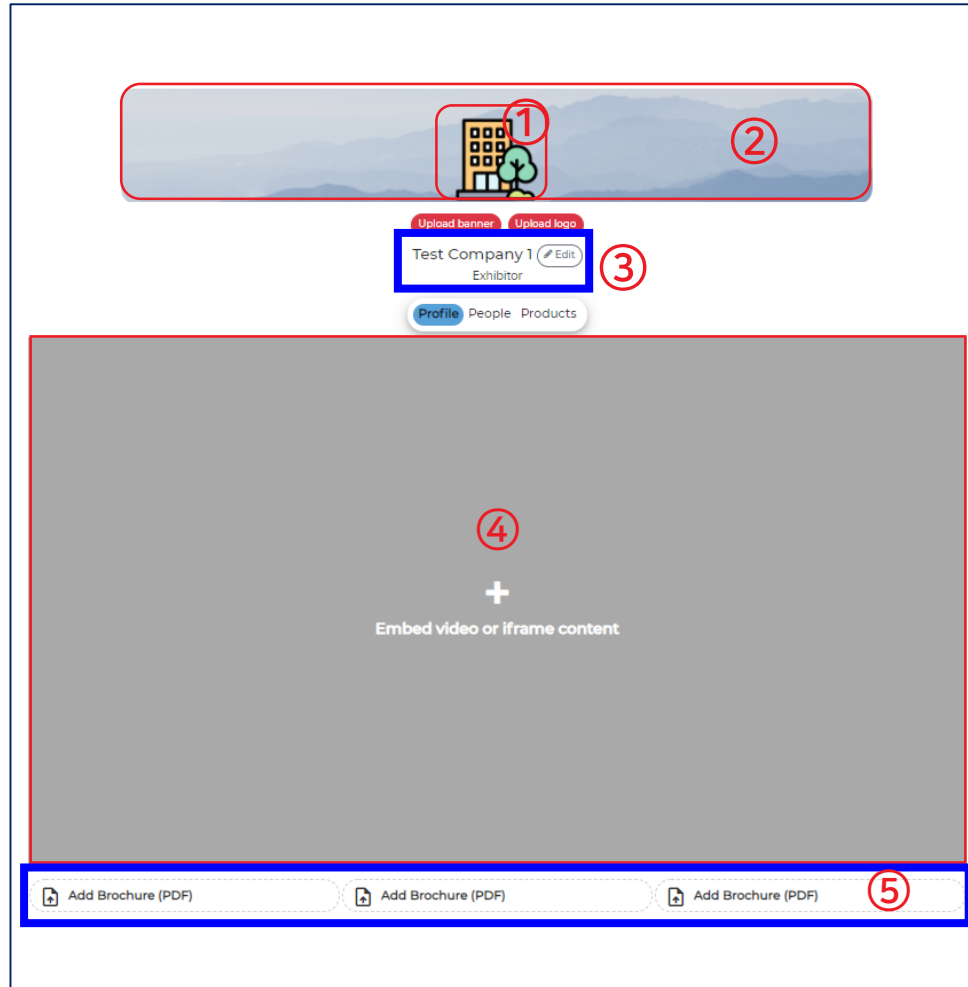 ①
②
Upload banner Upload logo
Test Company 1 Edit
③
Exhibitor
Profile People Products
④
+
Embed video or iframe content
Add Brochure (PDF) Add Brochure (PDF) Add Brochure (PDF) ⑤